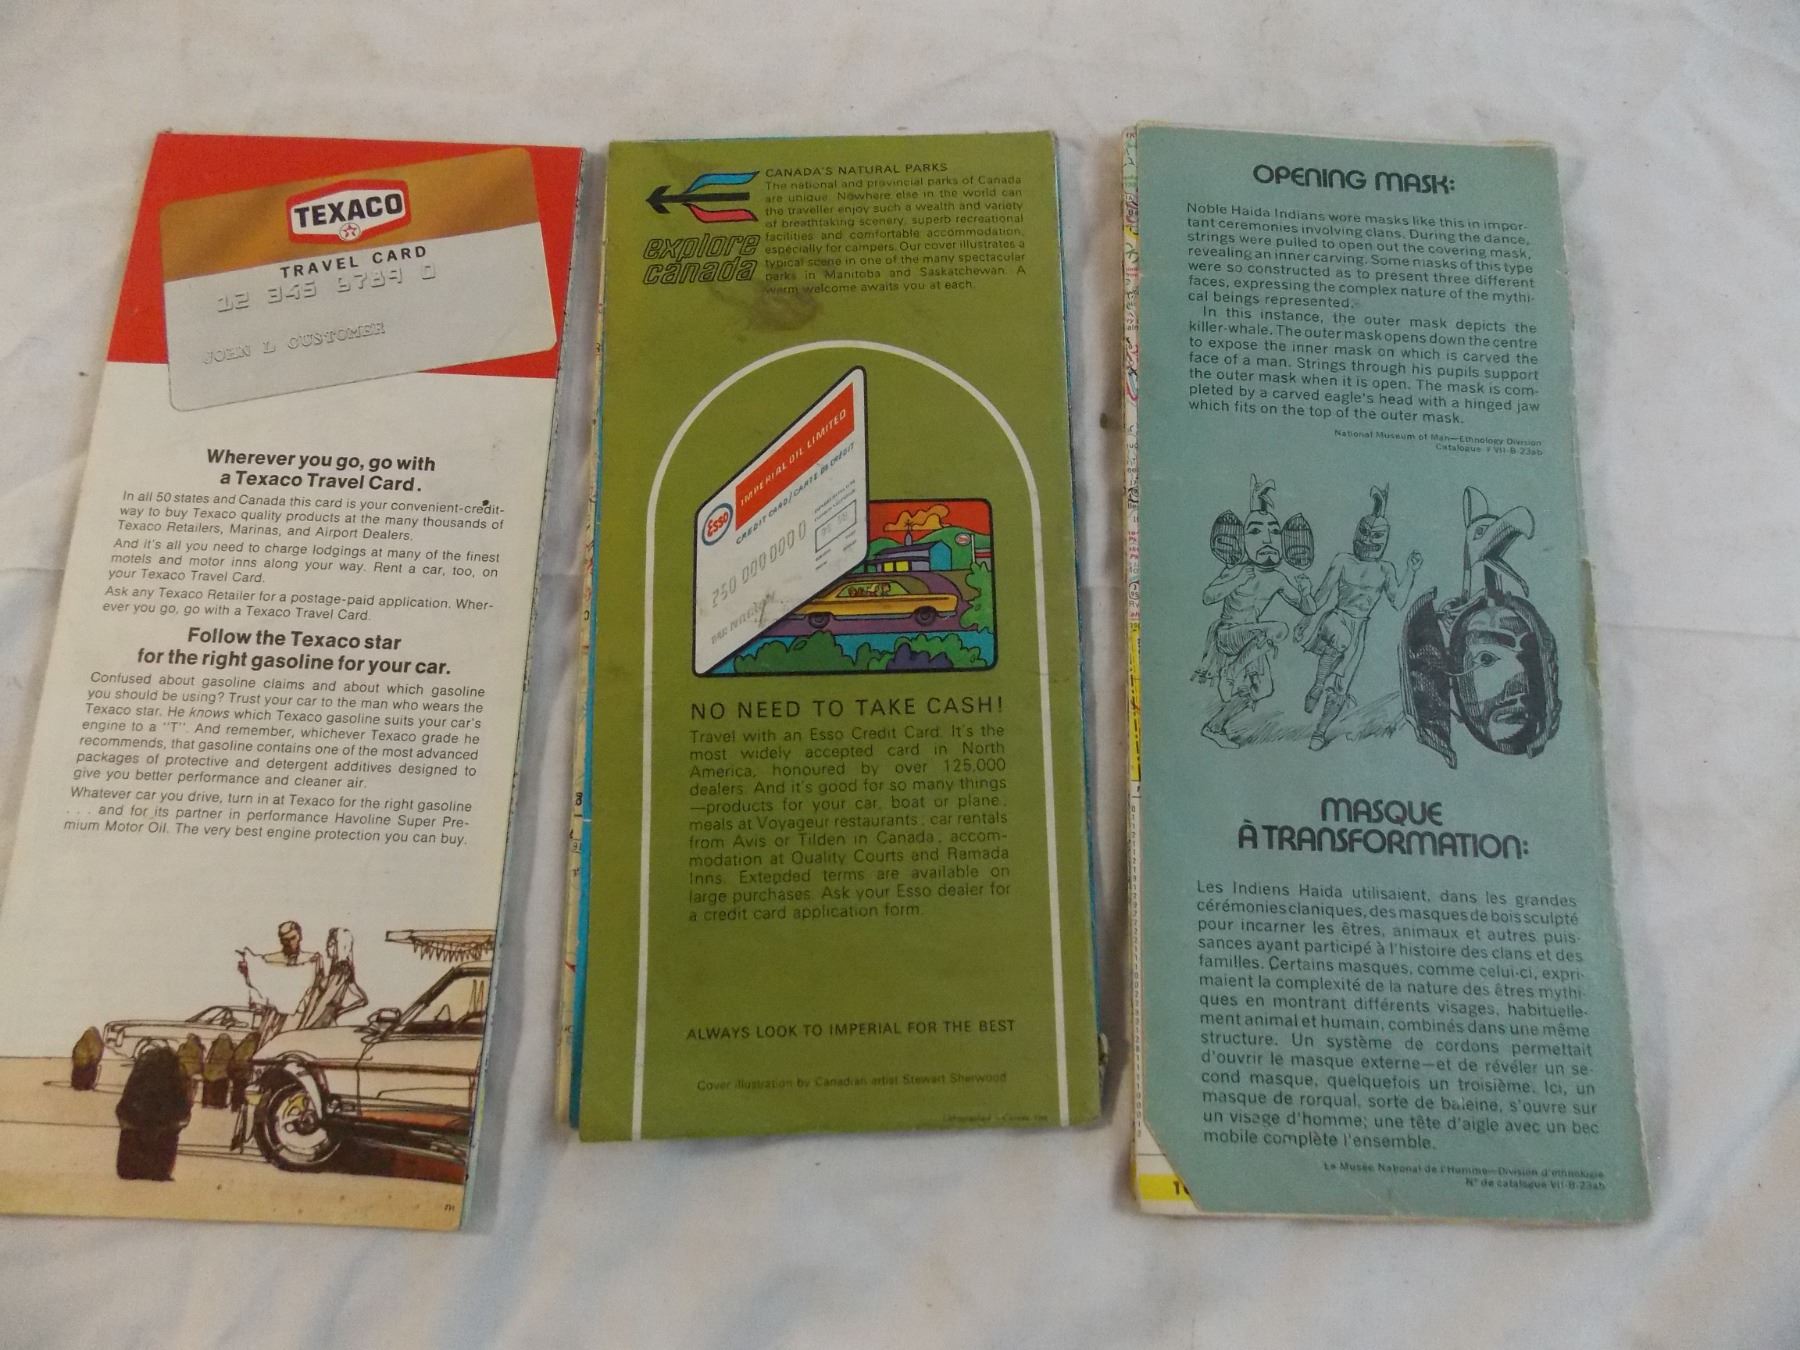 TEXACO
TRAVEL CARD
12 345 6789 0
JOHN L CUSTOMER
Wherever you go, go with
a Texaco Travel Card.
In all 50 states and Canada this card is your convenient-credit-
way to buy Texaco quality products at the many thousands of
Texaco Retailers, Marinas, and Airport Dealers.
And it's all you need to charge lodgings at many of the finest
motels and motor inns along your way. Rent a car, too, on
your Texaco Travel Card.
Ask any Texaco Retailer for a postage-paid application. Wher-
ever you go, go with a Texaco Travel Card.
Follow the Texaco star
for the right gasoline for your car.
Confused about gasoline claims and about which gasoline
you should be using? Trust your car to the man who wears the
Texaco star. He knows which Texaco gasoline suits your car's
engine to a "T". And remember, whichever Texaco grade he
recommends, that gasoline contains one of the most advanced
packages of protective and detergent additives designed to
give you better performance and cleaner air.
Whatever car you drive, turn in at Texaco for the right gasoline
. . . and for its partner in performance Havoline Super Pre-
mium Motor Oil. The very best engine protection you can buy.
explore
canada
CANADA'S NATURAL PARKS
The national and provincial parks of Canada
are unique. Nowhere else in the world can
the traveller enjoy such a wealth and variety
of breathtaking scenery, superb recreational
facilities and comfortable accommodation,
especially for campers. Our cover illustrates a
typical scene in one of the many spectacular
parks in Manitoba and Saskatchewan. A
warm welcome awaits you at each.
Esso
IMPERIAL OIL LIMITED
CREDIT CARD/CARTE DE CRÉDIT
250 000 000 0
NO NEED TO TAKE CASH!
Travel with an Esso Credit Card. It's the
most widely accepted card in North
America, honoured by over 125,000
dealers. And it's good for so many things
—products for your car, boat or plane;
meals at Voyageur restaurants; car rentals
from Avis or Tilden in Canada; accom-
modation at Quality Courts and Ramada
Inns. Extended terms are available on
large purchases. Ask your Esso dealer for
a credit card application form.
ALWAYS LOOK TO IMPERIAL FOR THE BEST
Cover illustration by Canadian artist Stewart Sherwood
OPENING MASK:
Noble Haida Indians wore masks like this in impor-
tant ceremonies involving clans. During the dance,
strings were pulled to open out the covering mask,
revealing an inner carving. Some masks of this type
were so constructed as to present three different
faces, expressing the complex nature of the mythi-
cal beings represented.
In this instance, the outer mask depicts the
killer-whale. The outer mask opens down the centre
to expose the inner mask on which is carved the
face of a man. Strings through his pupils support
the outer mask when it is open. The mask is com-
pleted by a carved eagle's head with a hinged jaw
which fits on the top of the outer mask.
National Museum of Man—Ethnology Division
Catalogue # VII-B-23ab
MASQUE
À TRANSFORMATION:
Les Indiens Haida utilisaient, dans les grandes
cérémonies claniques, des masques de bois sculpté
pour incarner les êtres, animaux et autres puis-
sances ayant participé à l'histoire des clans et des
familles. Certains masques, comme celui-ci, expri-
maient la complexité de la nature des êtres mythi-
ques en montrant différents visages, habituelle-
ment animal et humain, combinés dans une même
structure. Un système de cordons permettait
d'ouvrir le masque externe—et de révéler un se-
cond masque, quelquefois un troisième. Ici, un
masque de rorqual, sorte de baleine, s'ouvre sur
un visage d'homme; une tête d'aigle avec un bec
mobile complète l'ensemble.
Le Musée National de l'Homme—Division d'ethnologie
N° de catalogue VII-B-23ab